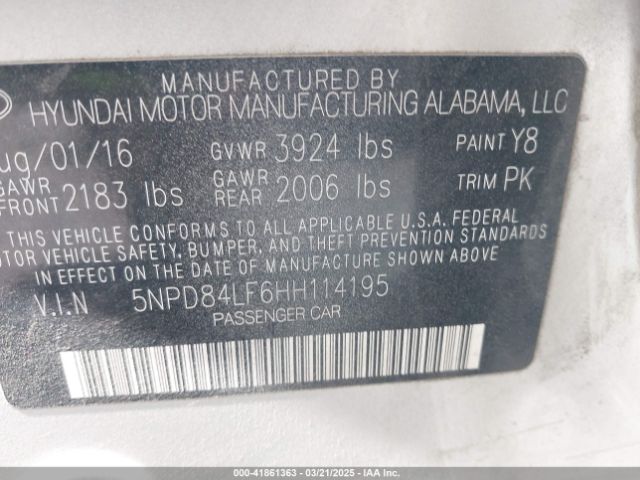 MANUFACTURED BY
HYUNDAI MOTOR MANUFACTURING ALABAMA, LLC
ug/01/16 GVWR 3924 lbs PAINT Y8
GAWR FRONT 2183 lbs GAWR REAR 2006 lbs TRIM PK
THIS VEHICLE CONFORMS TO ALL APPLICABLE U.S.A. FEDERAL
OTOR VEHICLE SAFETY, BUMPER, AND THEFT PREVENTION STANDARDS
IN EFFECT ON THE DATE OF MANUFACTURE SHOWN ABOVE
V.I.N 5NPD84LF6HH114195
PASSENGER CAR
000-41861363 - 03/21/2025 - IAAI.COM